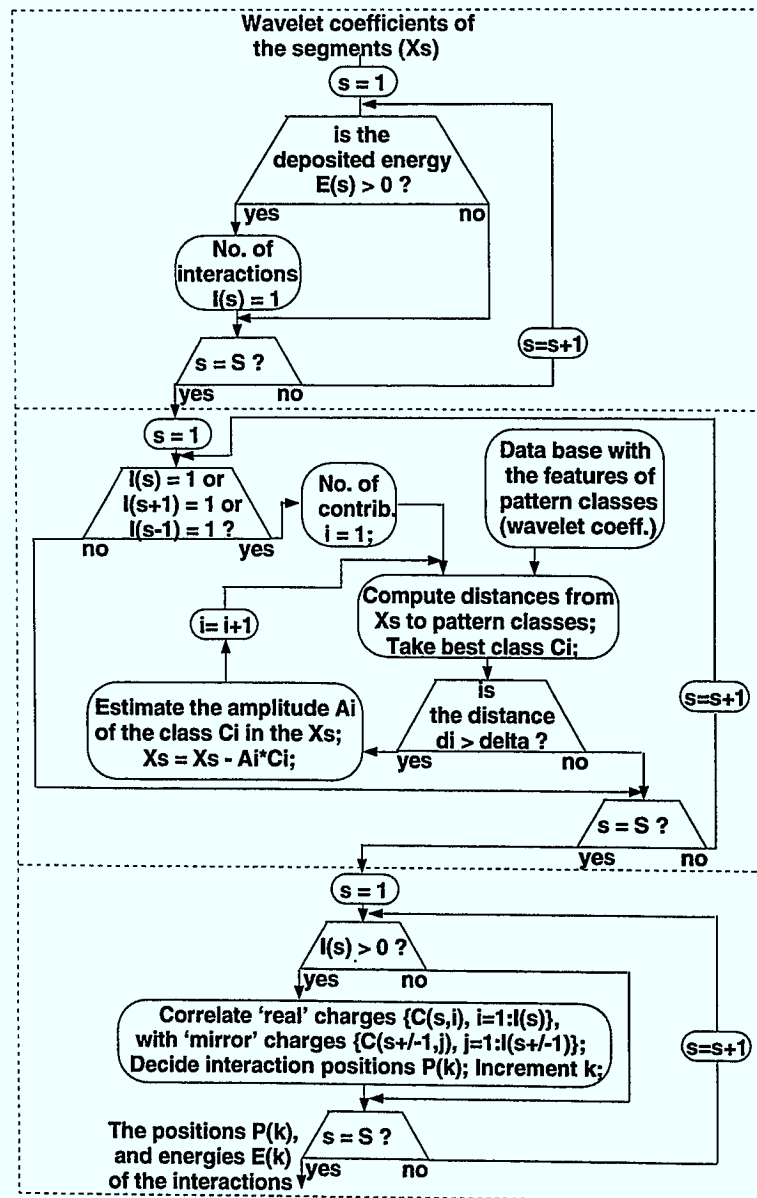 Wavelet coefficients of
the segments (Xs)
s = 1
is the
deposited energy
E(s) > 0 ?
yes
no
No. of
interactions
I(s) = 1
s = S ?
s=s+1
yes
no
s = 1
I(s) = 1 or
I(s+1) = 1 or
I(s-1) = 1 ?
no
yes
No. of
contrib.
i = 1;
Data base with
the features of
pattern classes
(wavelet coeff.)
i= i+1
Compute distances from
Xs to pattern classes;
Take best class Ci;
Estimate the amplitude Ai
of the class Ci in the Xs;
Xs = Xs - Ai*Ci;
is
the distance
di > delta ?
yes
no
s=s+1
s = S ?
yes
no
s = 1
I(s) > 0 ?
yes
no
Correlate 'real' charges {C(s,i), i=1:I(s)},
with 'mirror' charges {C(s+/-1,j), j=1:I(s+/-1)};
Decide interaction positions P(k); Increment k;
s=s+1
s = S ?
yes
no
The positions P(k),
and energies E(k)
of the interactions